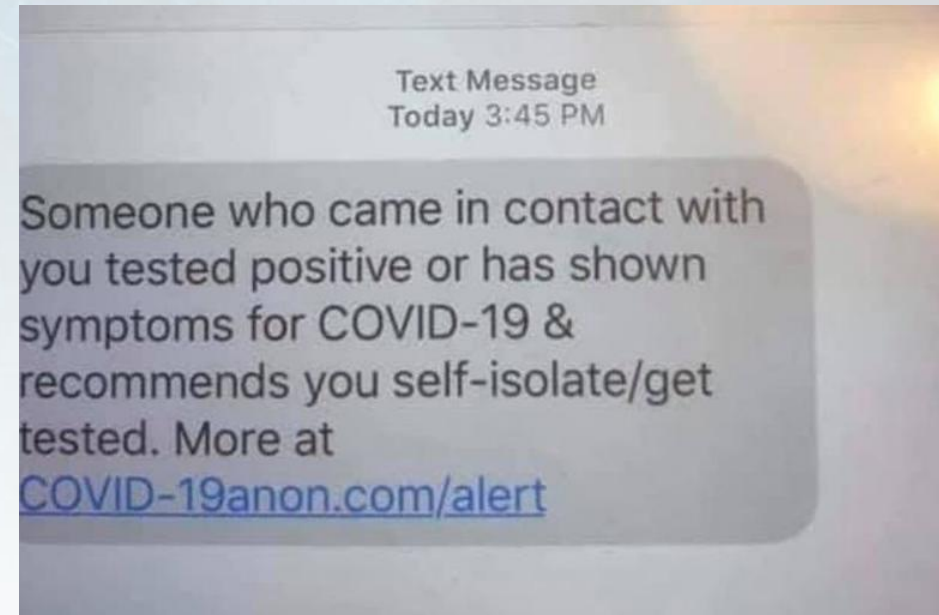 Text Message
Today 3:45 PM
Someone who came in contact with
you tested positive or has shown
symptoms for COVID-19 &
recommends you self-isolate/get
tested. More at
COVID-19anon.com/alert